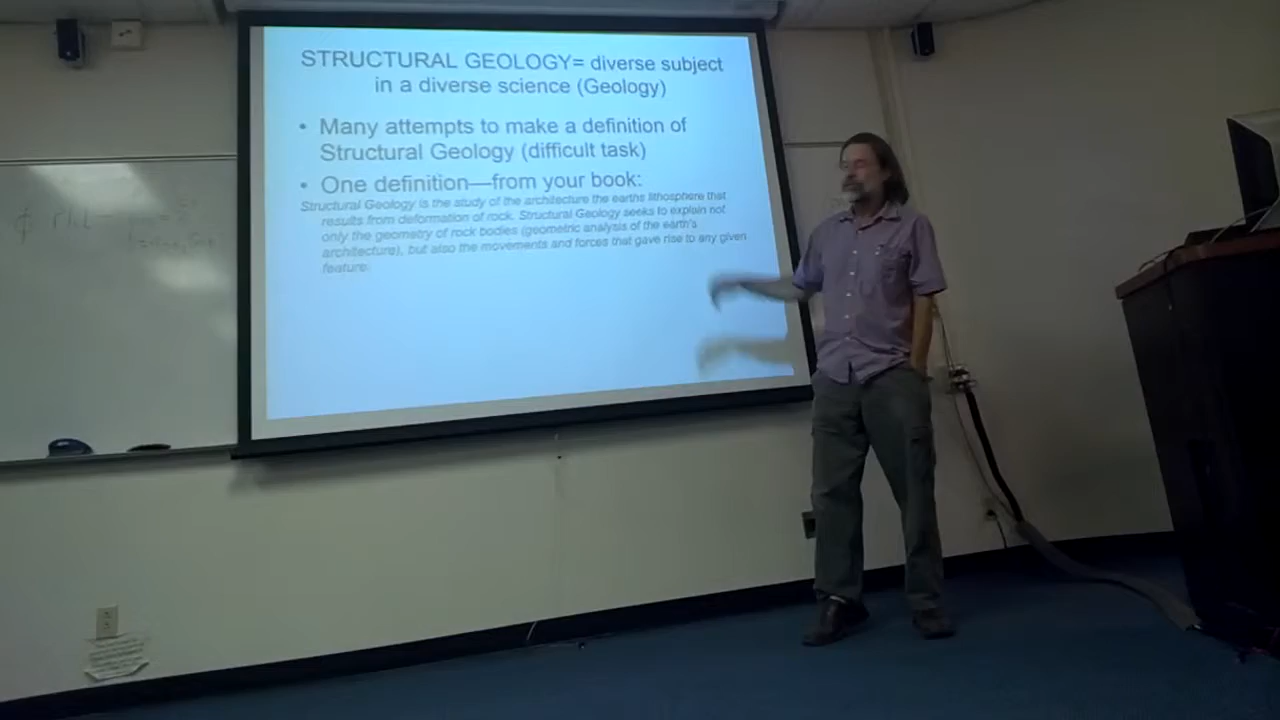 STRUCTURAL GEOLOGY= diverse subject
in a diverse science (Geology)
• Many attempts to make a definition of
Structural Geology (difficult task)
• One definition—from your book:
Structural Geology is the study of the architecture the earths lithosphere that
results from deformation of rock. Structural Geology seeks to explain not
only the geometry of rock bodies (geometric analysis of the earth's
architecture), but also the movements and forces that gave rise to any given
feature.